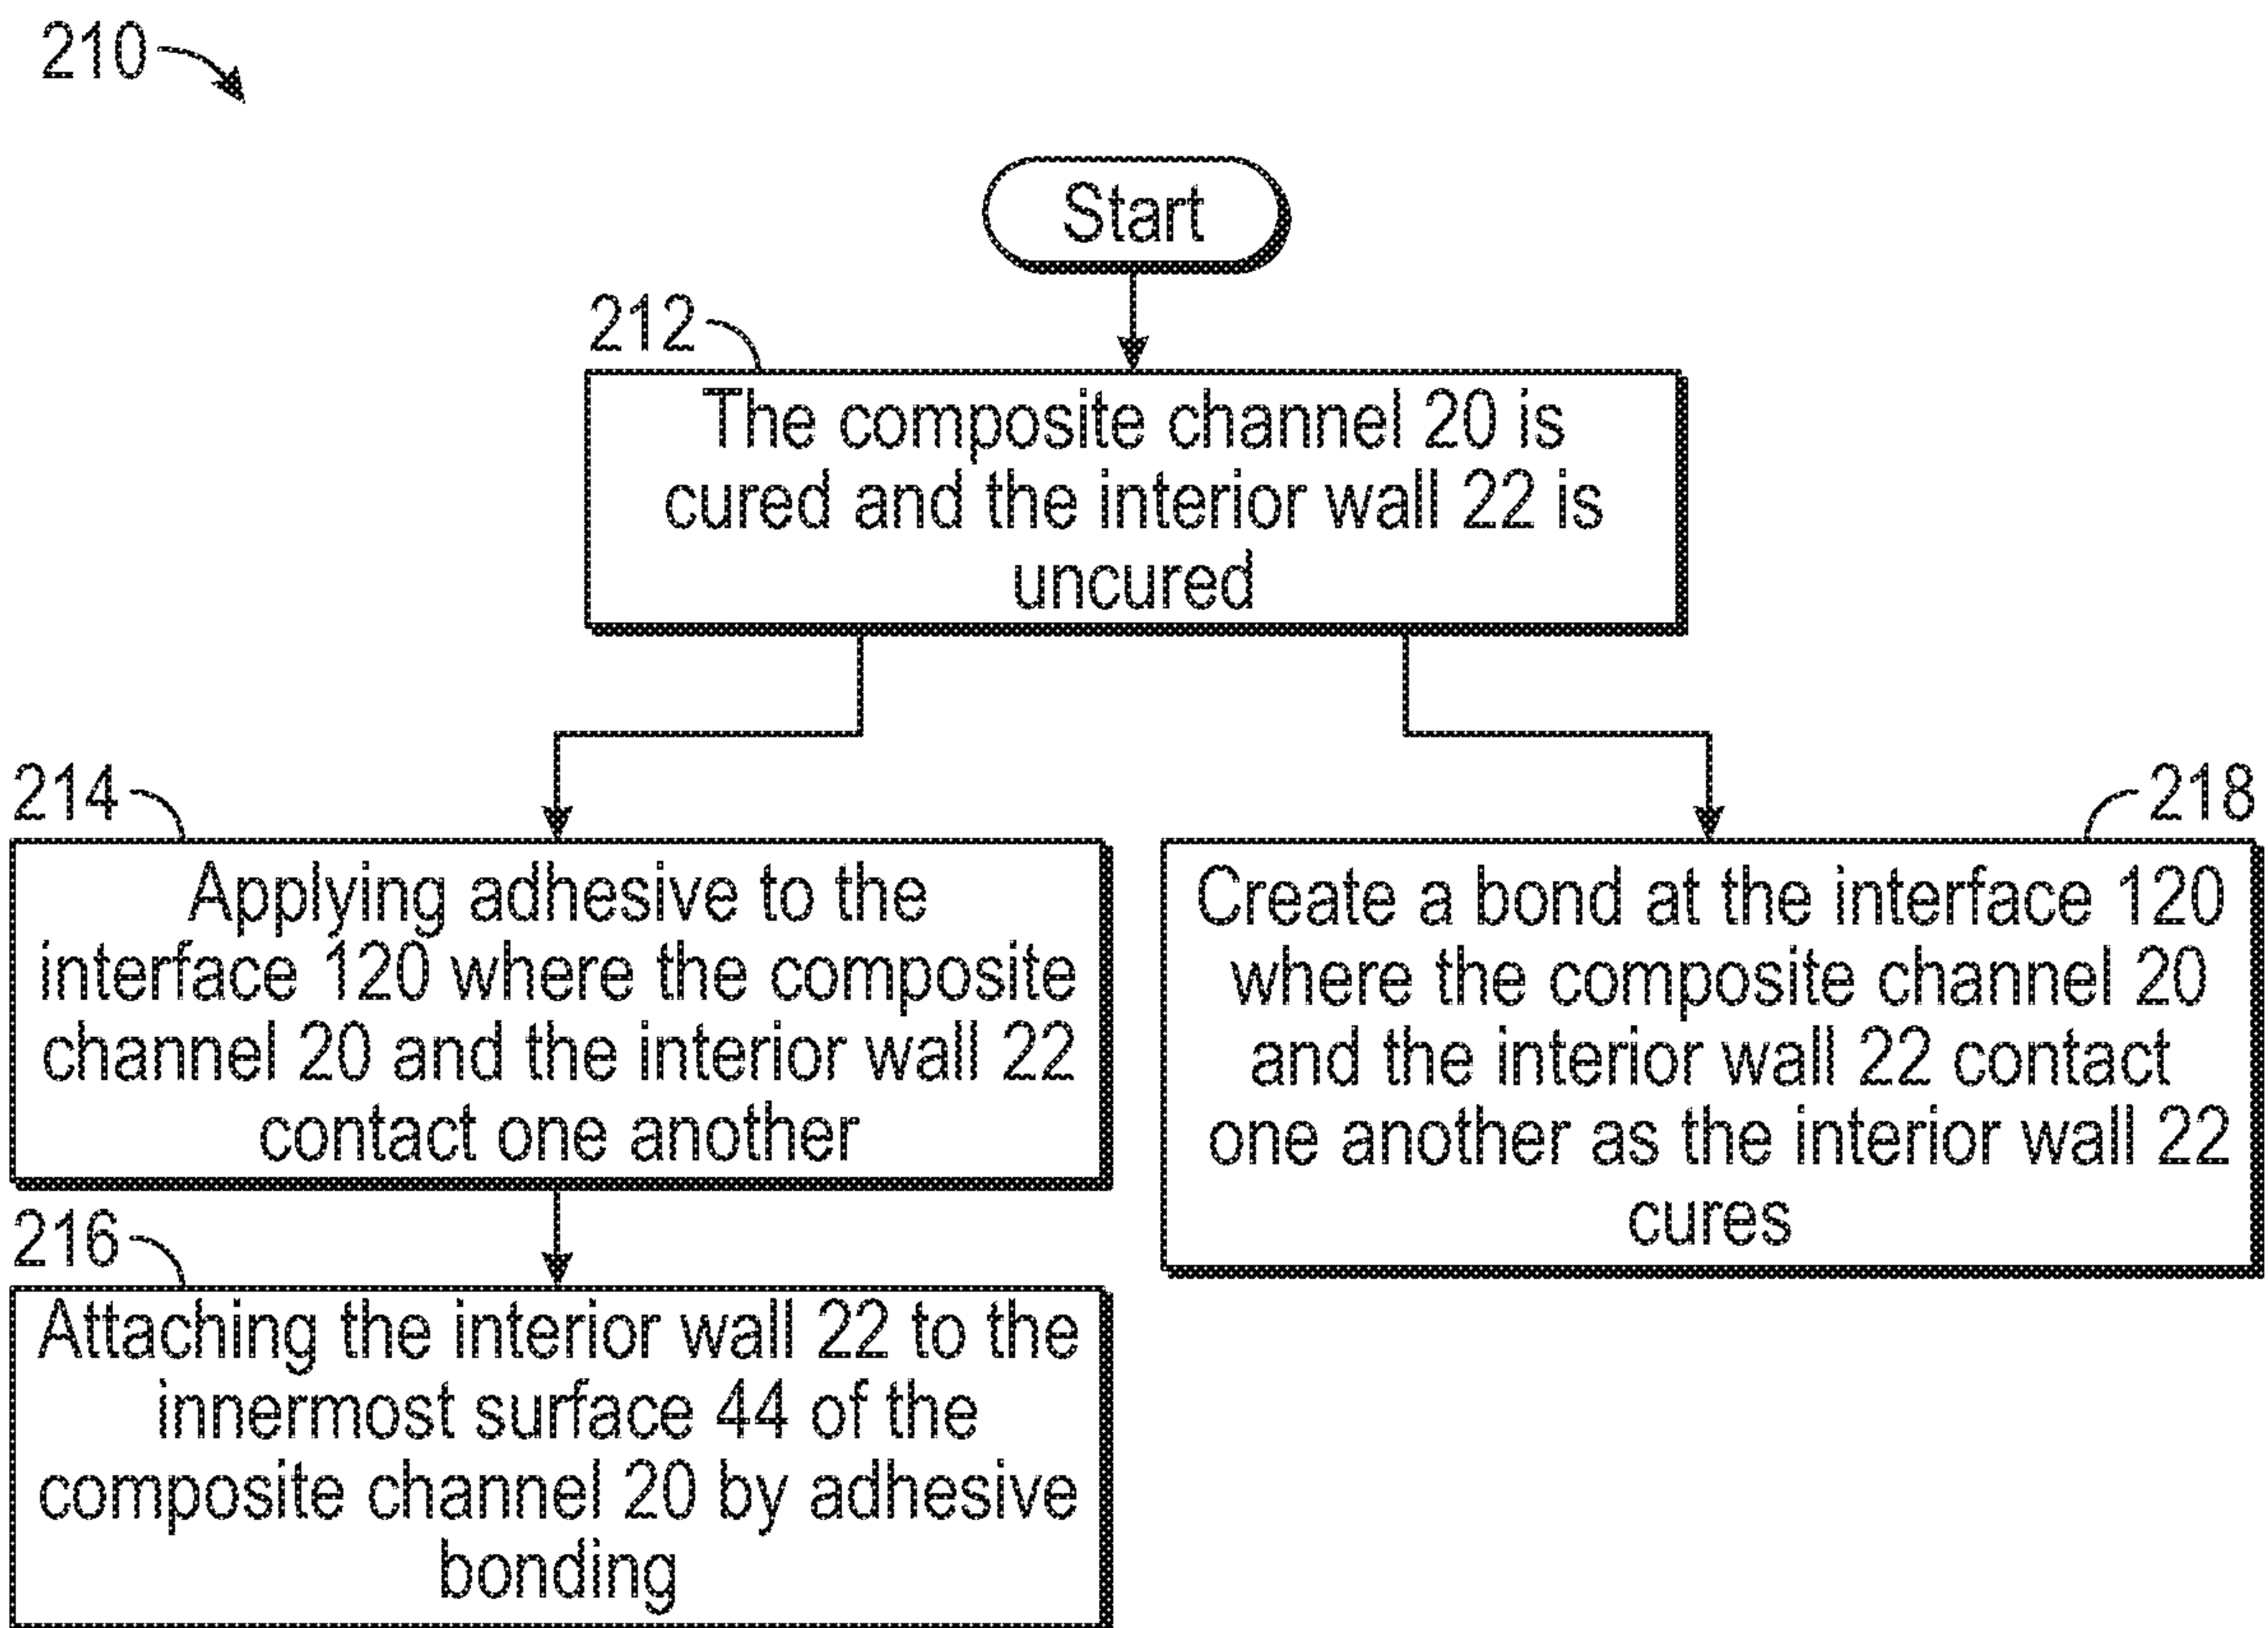 210
Start
212
The composite channel 20 is
cured and the interior wall 22 is
uncured
214
Applying adhesive to the
interface 120 where the composite
channel 20 and the interior wall 22
contact one another
218
Create a bond at the interface 120
where the composite channel 20
and the interior wall 22 contact
one another as the interior wall 22
cures
216
Attaching the interior wall 22 to the
innermost surface 44 of the
composite channel 20 by adhesive
bonding